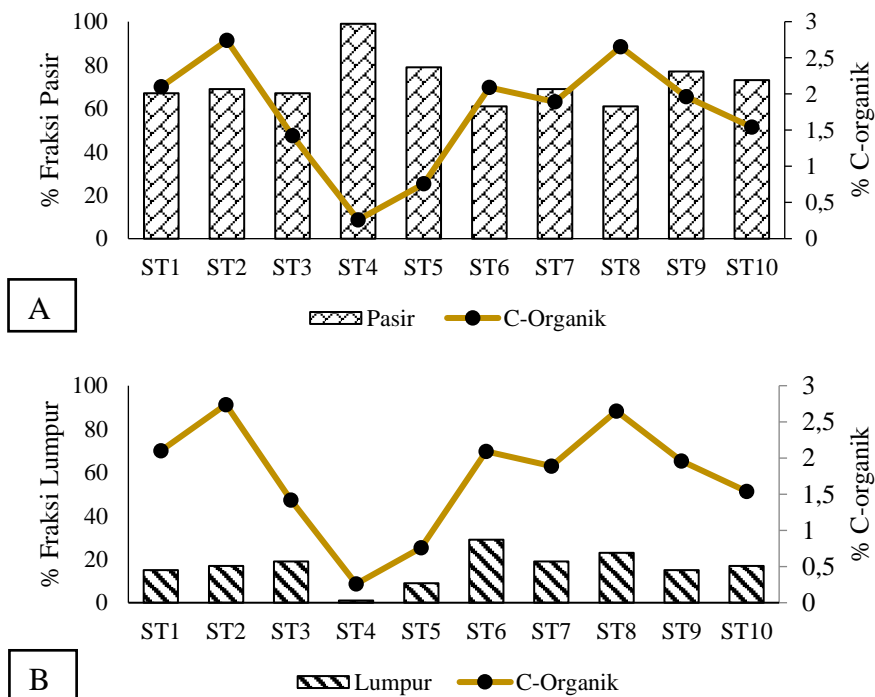 % Fraksi Pasir
100
80
60
40
20
0
3
2,5
2
1,5
1
0,5
0
% C-organik
ST1 ST2 ST3 ST4 ST5 ST6 ST7 ST8 ST9 ST10
A
Pasir C-Organik
% Fraksi Lumpur
100
80
60
40
20
0
3
2,5
2
1,5
1
0,5
0
% C-organik
ST1 ST2 ST3 ST4 ST5 ST6 ST7 ST8 ST9 ST10
B
Lumpur C-Organik